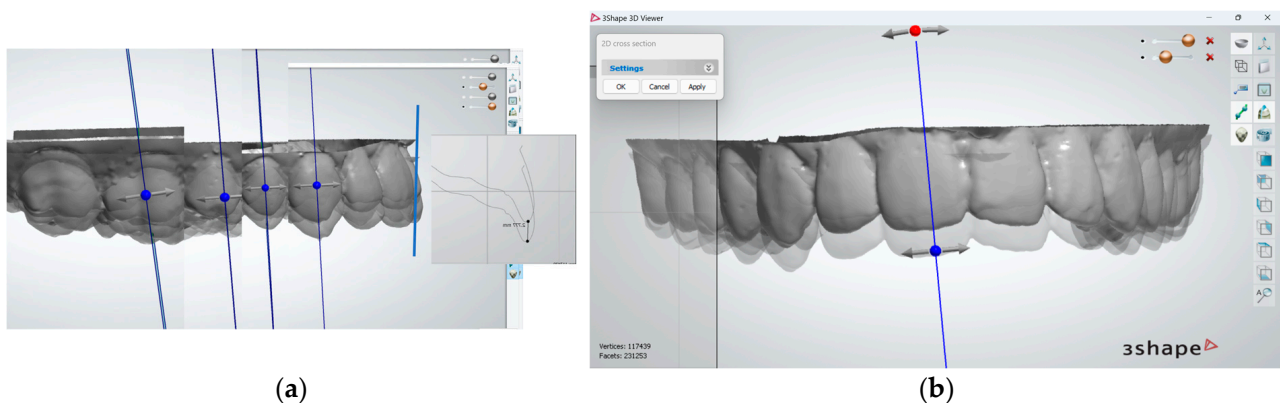 3Shape 3D Viewer
2D cross section
Settings
OK Cancel Apply
Vertices: 117439
Facets: 231253
3shape
(a)
(b)